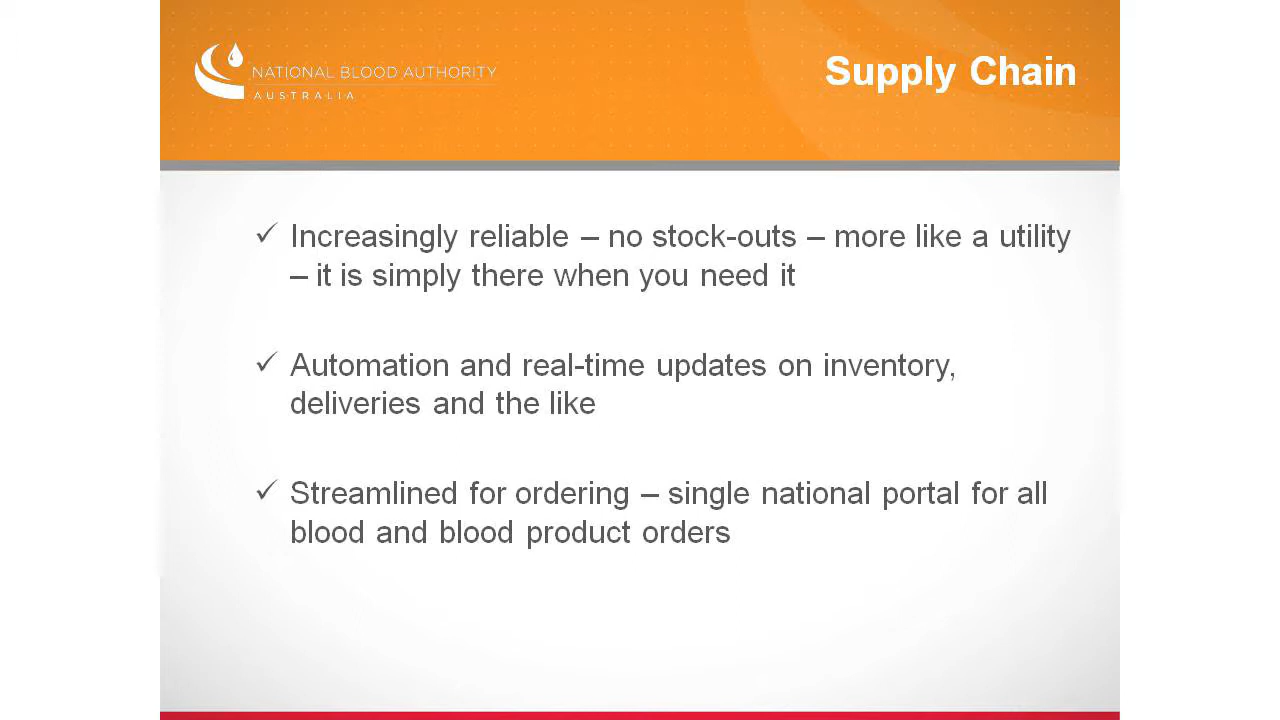 NATIONAL BLOOD AUTHORITY
AUSTRALIA
Supply Chain
✓ Increasingly reliable – no stock-outs – more like a utility
– it is simply there when you need it
✓ Automation and real-time updates on inventory,
deliveries and the like
✓ Streamlined for ordering – single national portal for all
blood and blood product orders